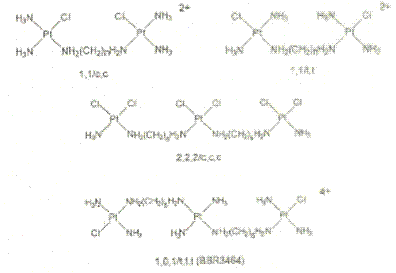 H₃N Cl Cl NH₃ 2+
Pt Pt
H₃N NH₂(CH₂)ₙH₂N NH₃
1,1/c,c
Cl NH₃ H₃N Cl 2+
Pt Pt
H₃N NH₂(CH₂)ₙH₂N NH₃
1,1/t,t
Cl Cl Cl Cl Cl Cl
Pt Pt Pt
H₃N NH₂(CH₂)₆H₂N NH₂(CH₂)₆H₂N NH₃
2,2,2/c,c,c
H₃N NH₂(CH₂)₆H₂N NH₃ H₃N Cl 4+
Pt Pt Pt
Cl NH₃ H₃N NH₂(CH₂)₆H₂N NH₃
1,0,1/t,t,t (BBR3464)